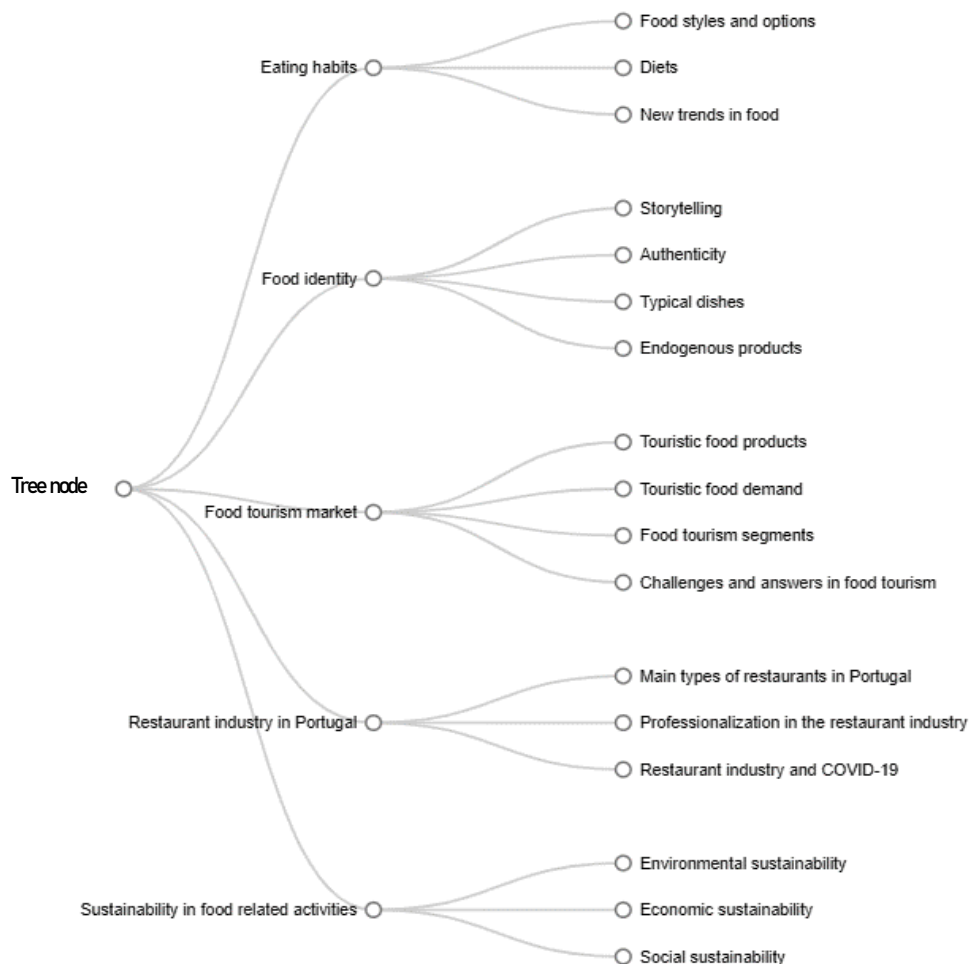 Food styles and options
Eating habits
Diets
New trends in food
Storytelling
Authenticity
Food identity
Typical dishes
Endogenous products
Touristic food products
Tree node
Touristic food demand
Food tourism market
Food tourism segments
Challenges and answers in food tourism
Main types of restaurants in Portugal
Restaurant industry in Portugal
Professionalization in the restaurant industry
Restaurant industry and COVID-19
Environmental sustainability
Sustainability in food related activities
Economic sustainability
Social sustainability